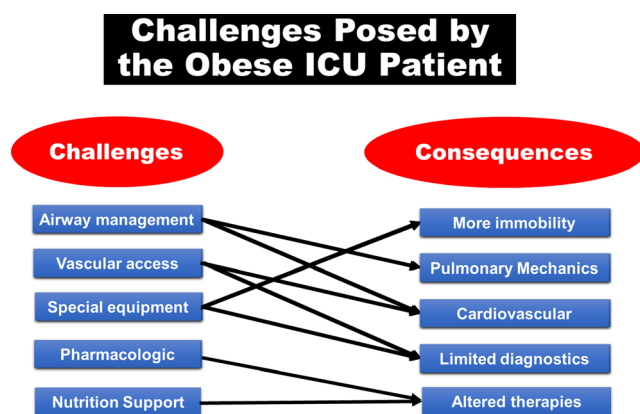 Challenges Posed by
the Obese ICU Patient
Challenges
Consequences
Airway management
Vascular access
Special equipment
Pharmacologic
Nutrition Support
More immobility
Pulmonary Mechanics
Cardiovascular
Limited diagnostics
Altered therapies